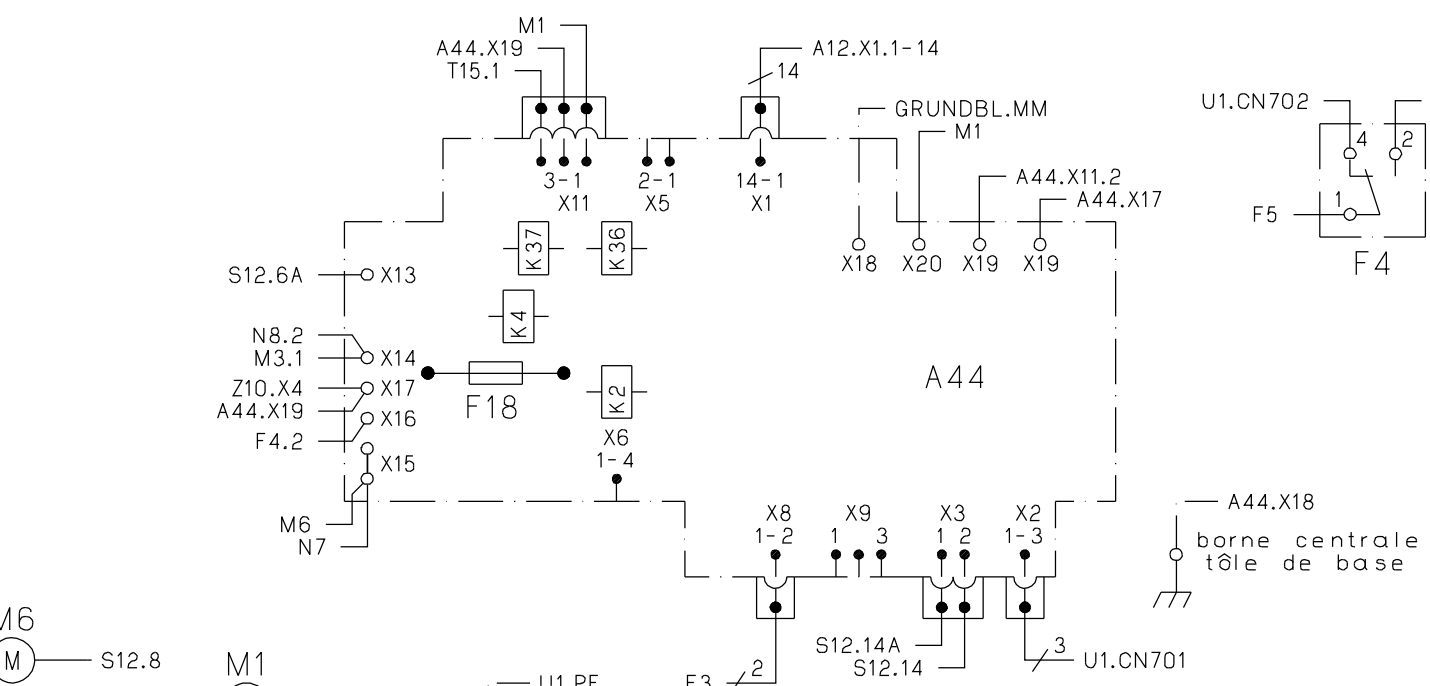 M1
A44.X19
T15.1
A12.X1.1-14
14
GRUNDBL.MM
M1
U1.CN702
4
2
3-1
X11
2-1
X5
14-1
X1
A44.X11.2
A44.X17
1
F5
F4
K37
K36
X18
X20
X19
X19
S12.6A
X13
K4
N8.2
M3.1
X14
Z10.X4
X17
A44.X19
X16
F4.2
X15
F18
K2
A44
X6
1-4
M6
N7
X8
1-2
X9
1
3
X3
1 2
X2
1-3
A44.X18
borne centrale
tôle de base
M6
M
S12.8
M1
S12.14A
S12.14
3
U1.CN701
2